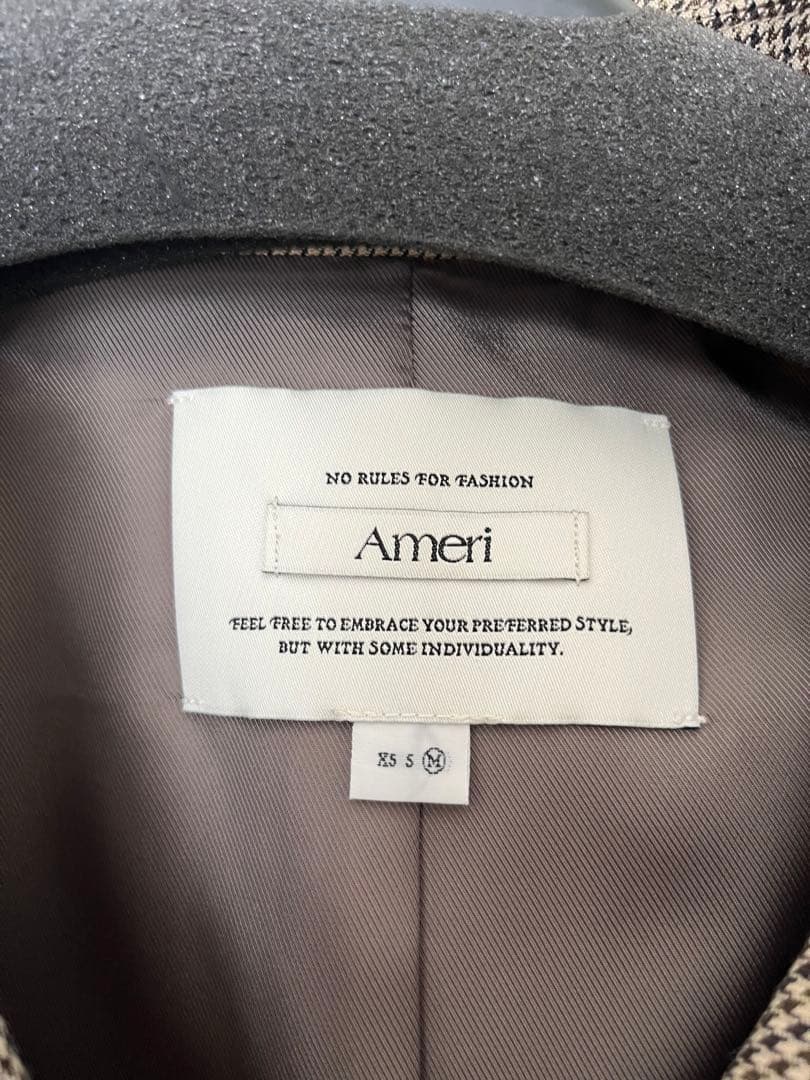 NO RULES FOR FASHION
Ameri
FEEL FREE TO EMBRACE YOUR PREFERRED STYLE,
BUT WITH SOME INDIVIDUALITY.
XS S M